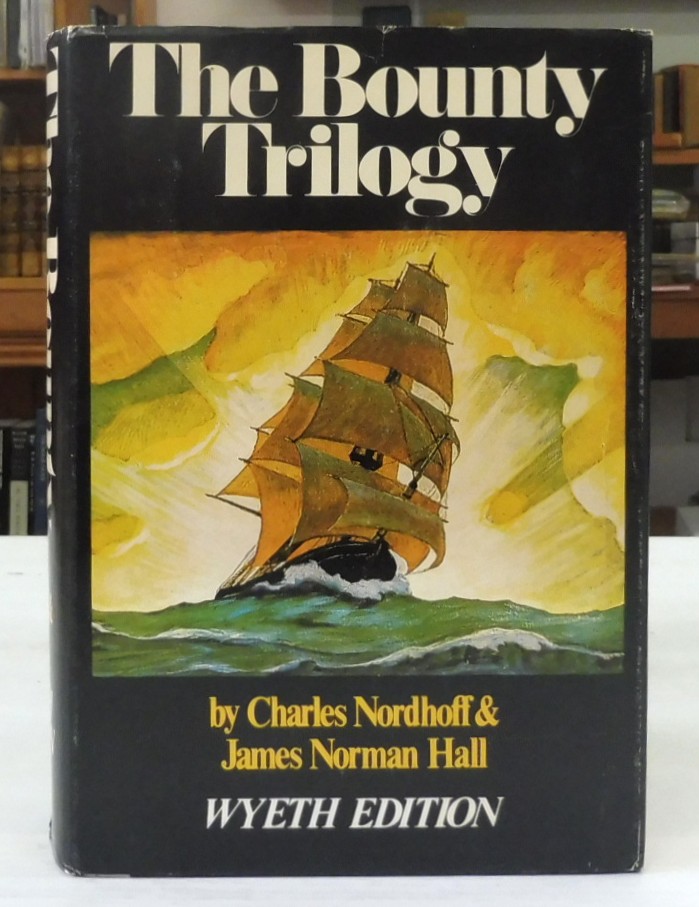 The Bounty
Trilogy
by Charles Nordhoff &
James Norman Hall
WYETH EDITION